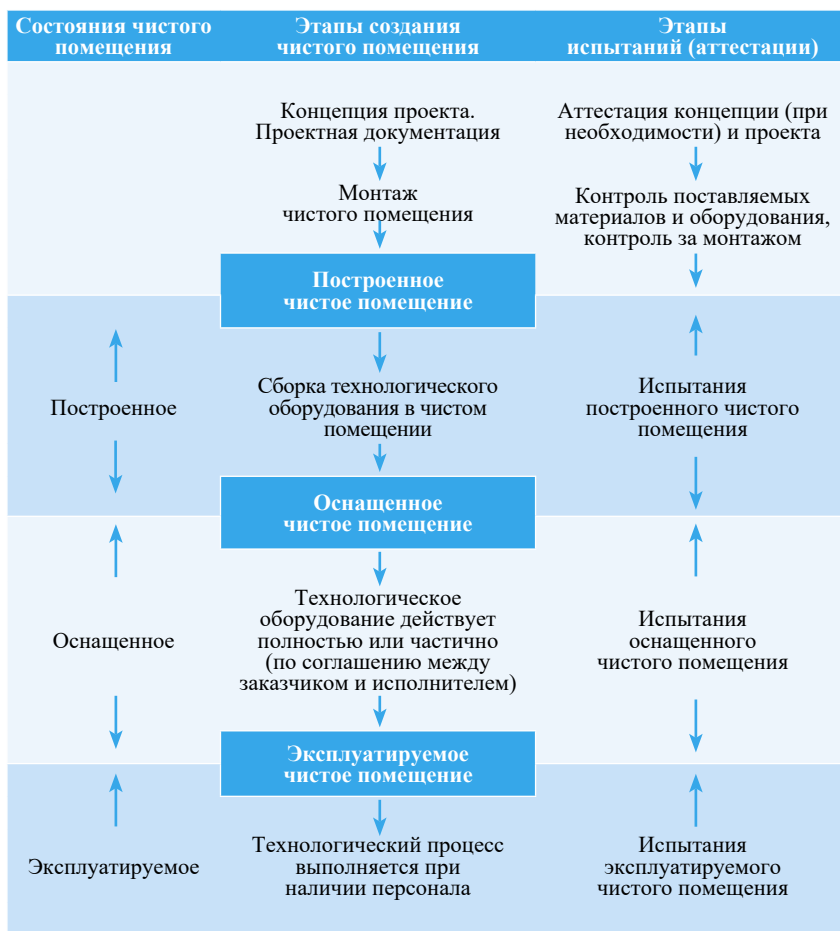 Состояния чистого
помещения
Этапы создания
чистого помещения
Этапы
испытаний (аттестации)
Концепция проекта.
Проектная документация
Аттестация концепции (при
необходимости) и проекта
Монтаж
чистого помещения
Контроль поставляемых
материалов и оборудования,
контроль за монтажом
Построенное
чистое помещение
Построенное
Сборка технологического
оборудования в чистом
помещении
Испытания
построенного чистого
помещения
Оснащенное
чистое помещение
Оснащенное
Технологическое
оборудование действует
полностью или частично
(по соглашению между
заказчиком и исполнителем)
Испытания
оснащенного
чистого помещения
Эксплуатируемое
чистое помещение
Эксплуатируемое
Технологический процесс
выполняется при
наличии персонала
Испытания
эксплуатируемого
чистого помещения